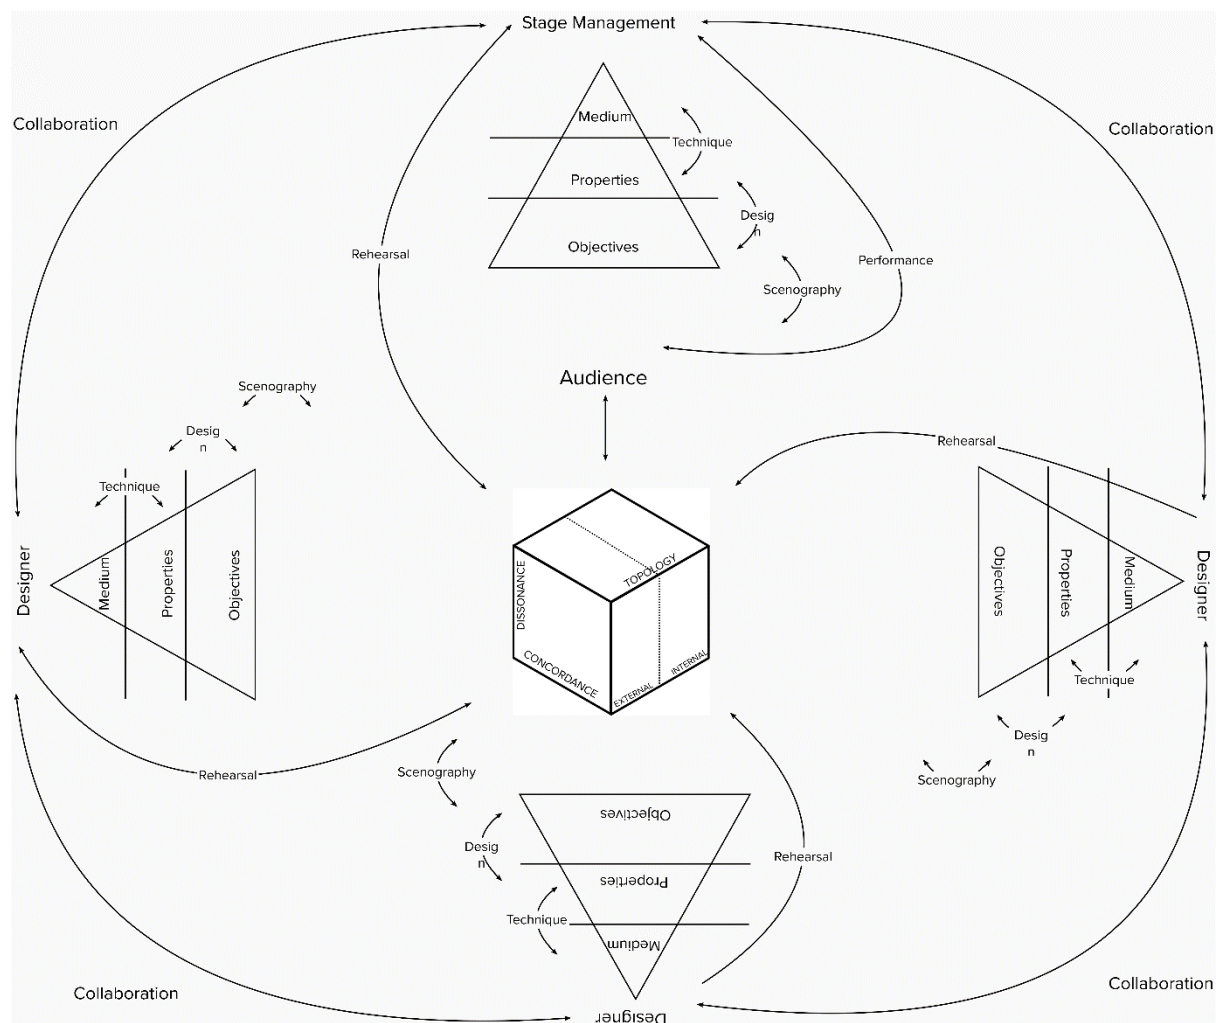 Stage Management
Collaboration
Collaboration
Medium
Technique
Properties
Desig
n
Objectives
Rehearsal
Performance
Scenography
Audience
Scenography
Desig
n
Technique
Rehearsal
Designer
Medium
Properties
Objectives
DISSONANCE
TOPOLOGY
CONCORDANCE
EXTERNAL
INTERNAL
Objectives
Properties
Medium
Designer
Technique
Desig
n
Scenography
Rehearsal
Scenography
Objectives
Desig
n
Properties
Rehearsal
Technique
Medium
Collaboration
Collaboration
Designer